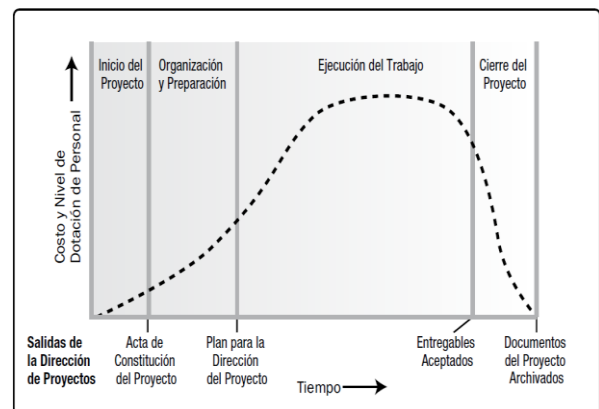 Inicio del
Proyecto
Organización
y Preparación
Ejecución del Trabajo
Cierre del
Proyecto
Costo y Nivel de
Dotación de Personal
Salidas de
la Dirección
de Proyectos
Acta de
Constitución
del Proyecto
Plan para la
Dirección
del Proyecto
Entregables
Aceptados
Documentos
del Proyecto
Archivados
Tiempo